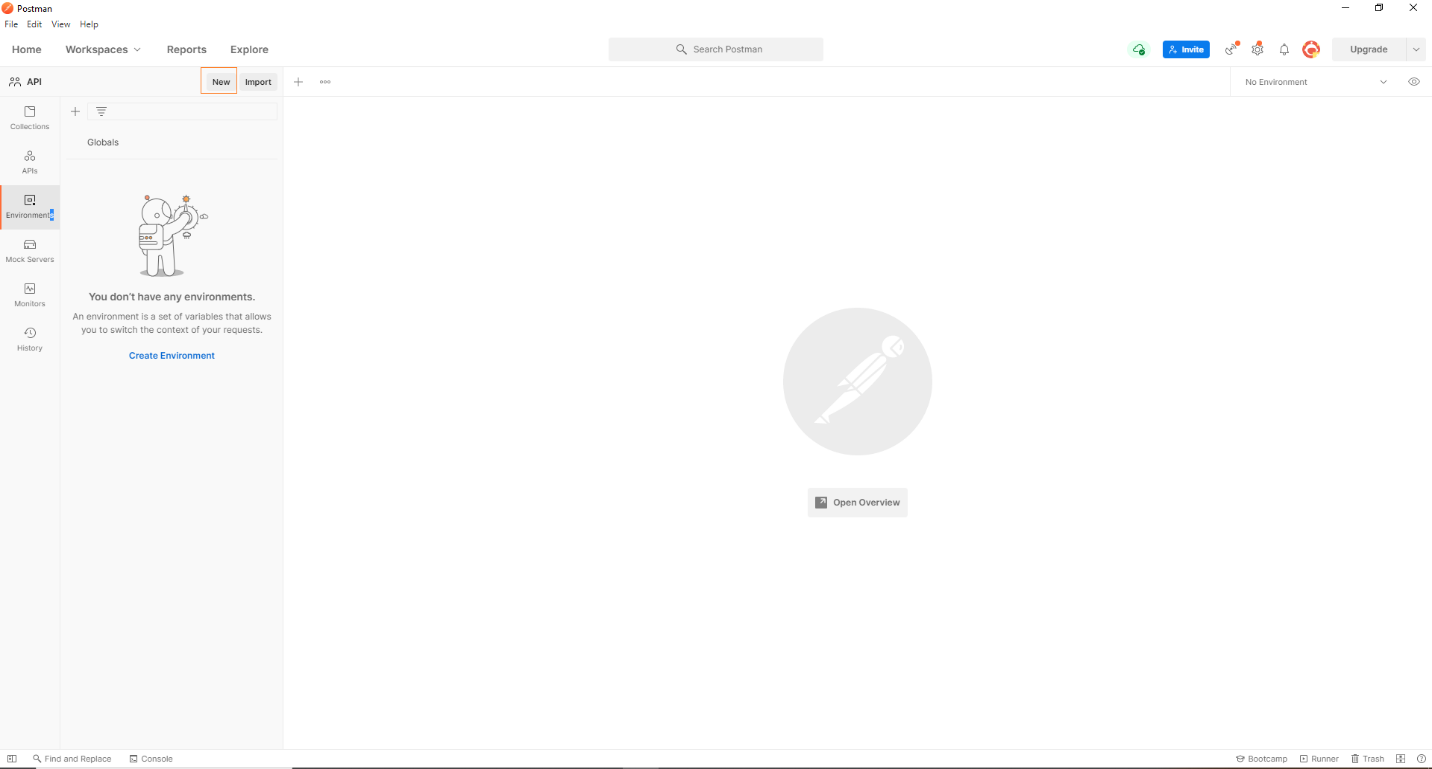 Postman
File Edit View Help
Home Workspaces Reports Explore Search Postman Invite Upgrade
API New Import No Environment
Collections
Globals
APIs
Environments
Mock Servers
Monitors
You don't have any environments.
An environment is a set of variables that allows
you to switch the context of your requests.
History
Create Environment
Open Overview
Find and Replace Console Bootcamp Runner Trash